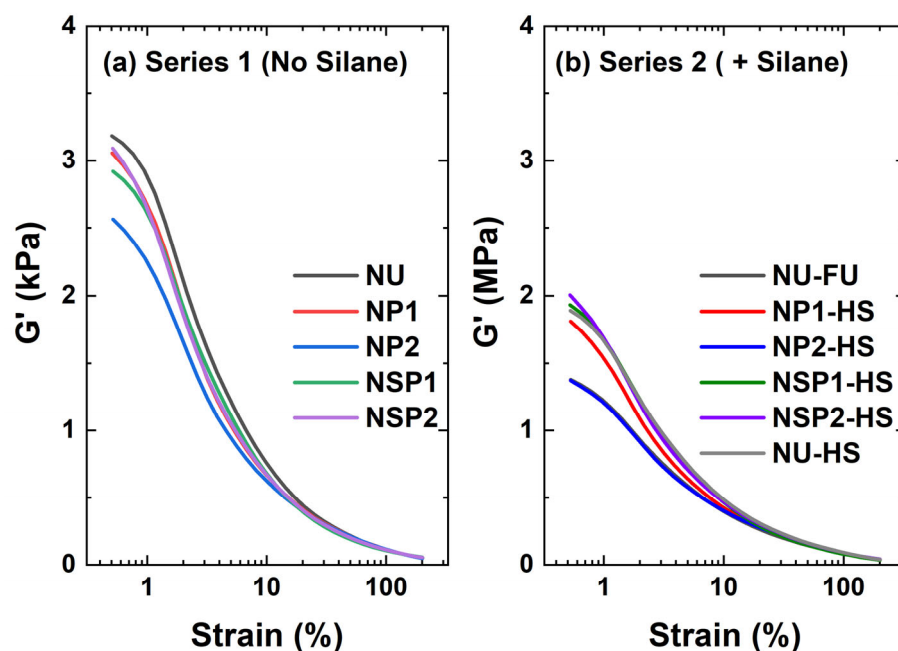 (a) Series 1 (No Silane)
G' (kPa)
4
3
2
1
0
NU
NP1
NP2
NSP1
NSP2
1
10
100
Strain (%)
(b) Series 2 ( + Silane)
G' (MPa)
4
3
2
1
0
NU-FU
NP1-HS
NP2-HS
NSP1-HS
NSP2-HS
NU-HS
1
10
100
Strain (%)